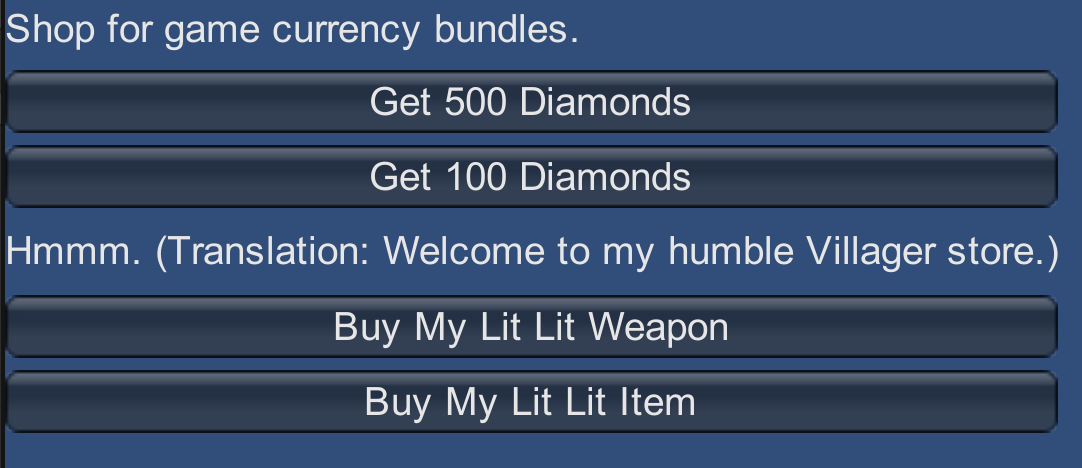 Shop for game currency bundles.
Get 500 Diamonds
Get 100 Diamonds
Hmmm. (Translation: Welcome to my humble Villager store.)
Buy My Lit Lit Weapon
Buy My Lit Lit Item